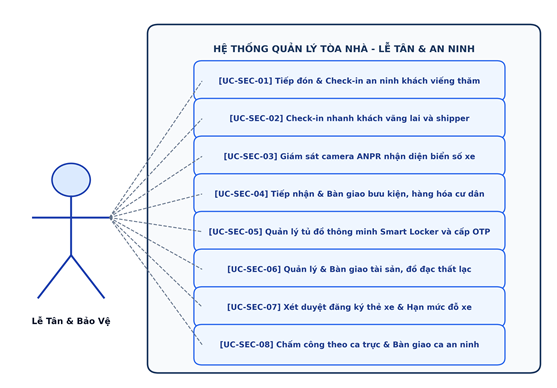 HỆ THỐNG QUẢN LÝ TÒA NHÀ - LỄ TÂN & AN NINH
[UC-SEC-01] Tiếp đón & Check-in an ninh khách viếng thăm
[UC-SEC-02] Check-in nhanh khách vãng lai và shipper
[UC-SEC-03] Giám sát camera ANPR nhận diện biển số xe
[UC-SEC-04] Tiếp nhận & Bàn giao bưu kiện, hàng hóa cư dân
[UC-SEC-05] Quản lý tủ đồ thông minh Smart Locker và cấp OTP
[UC-SEC-06] Quản lý & Bàn giao tài sản, đồ đạc thất lạc
[UC-SEC-07] Xét duyệt đăng ký thẻ xe & Hạn mức đỗ xe
[UC-SEC-08] Chấm công theo ca trực & Bàn giao ca an ninh
Lễ Tân & Bảo Vệ